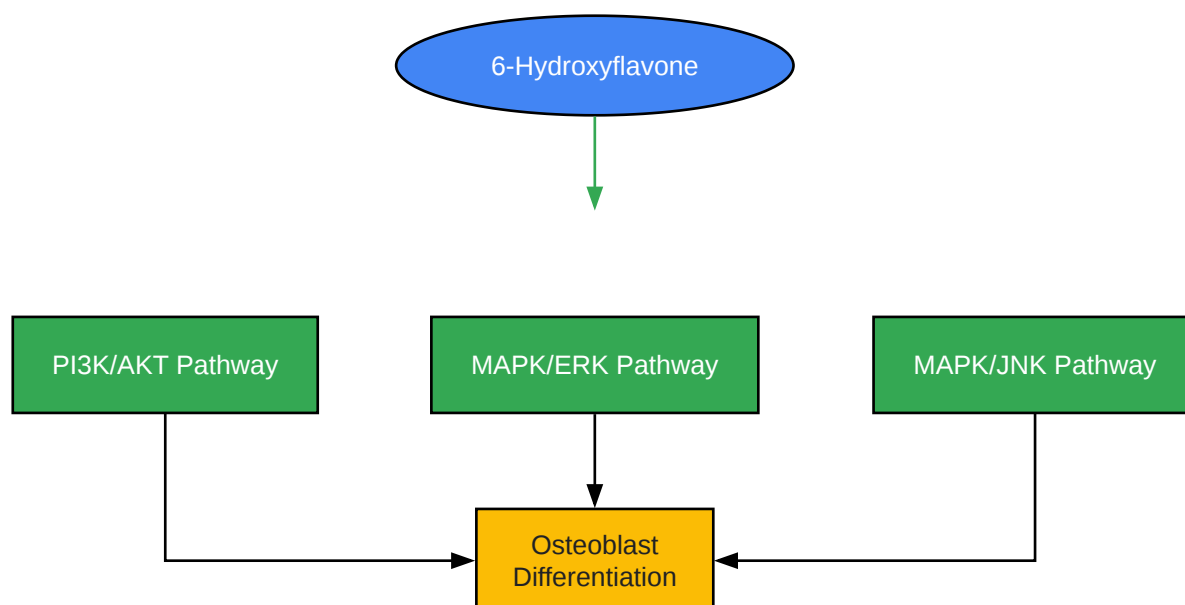 6-Hydroxyflavone
PI3K/AKT Pathway
MAPK/ERK Pathway
MAPK/JNK Pathway
Osteoblast
Differentiation